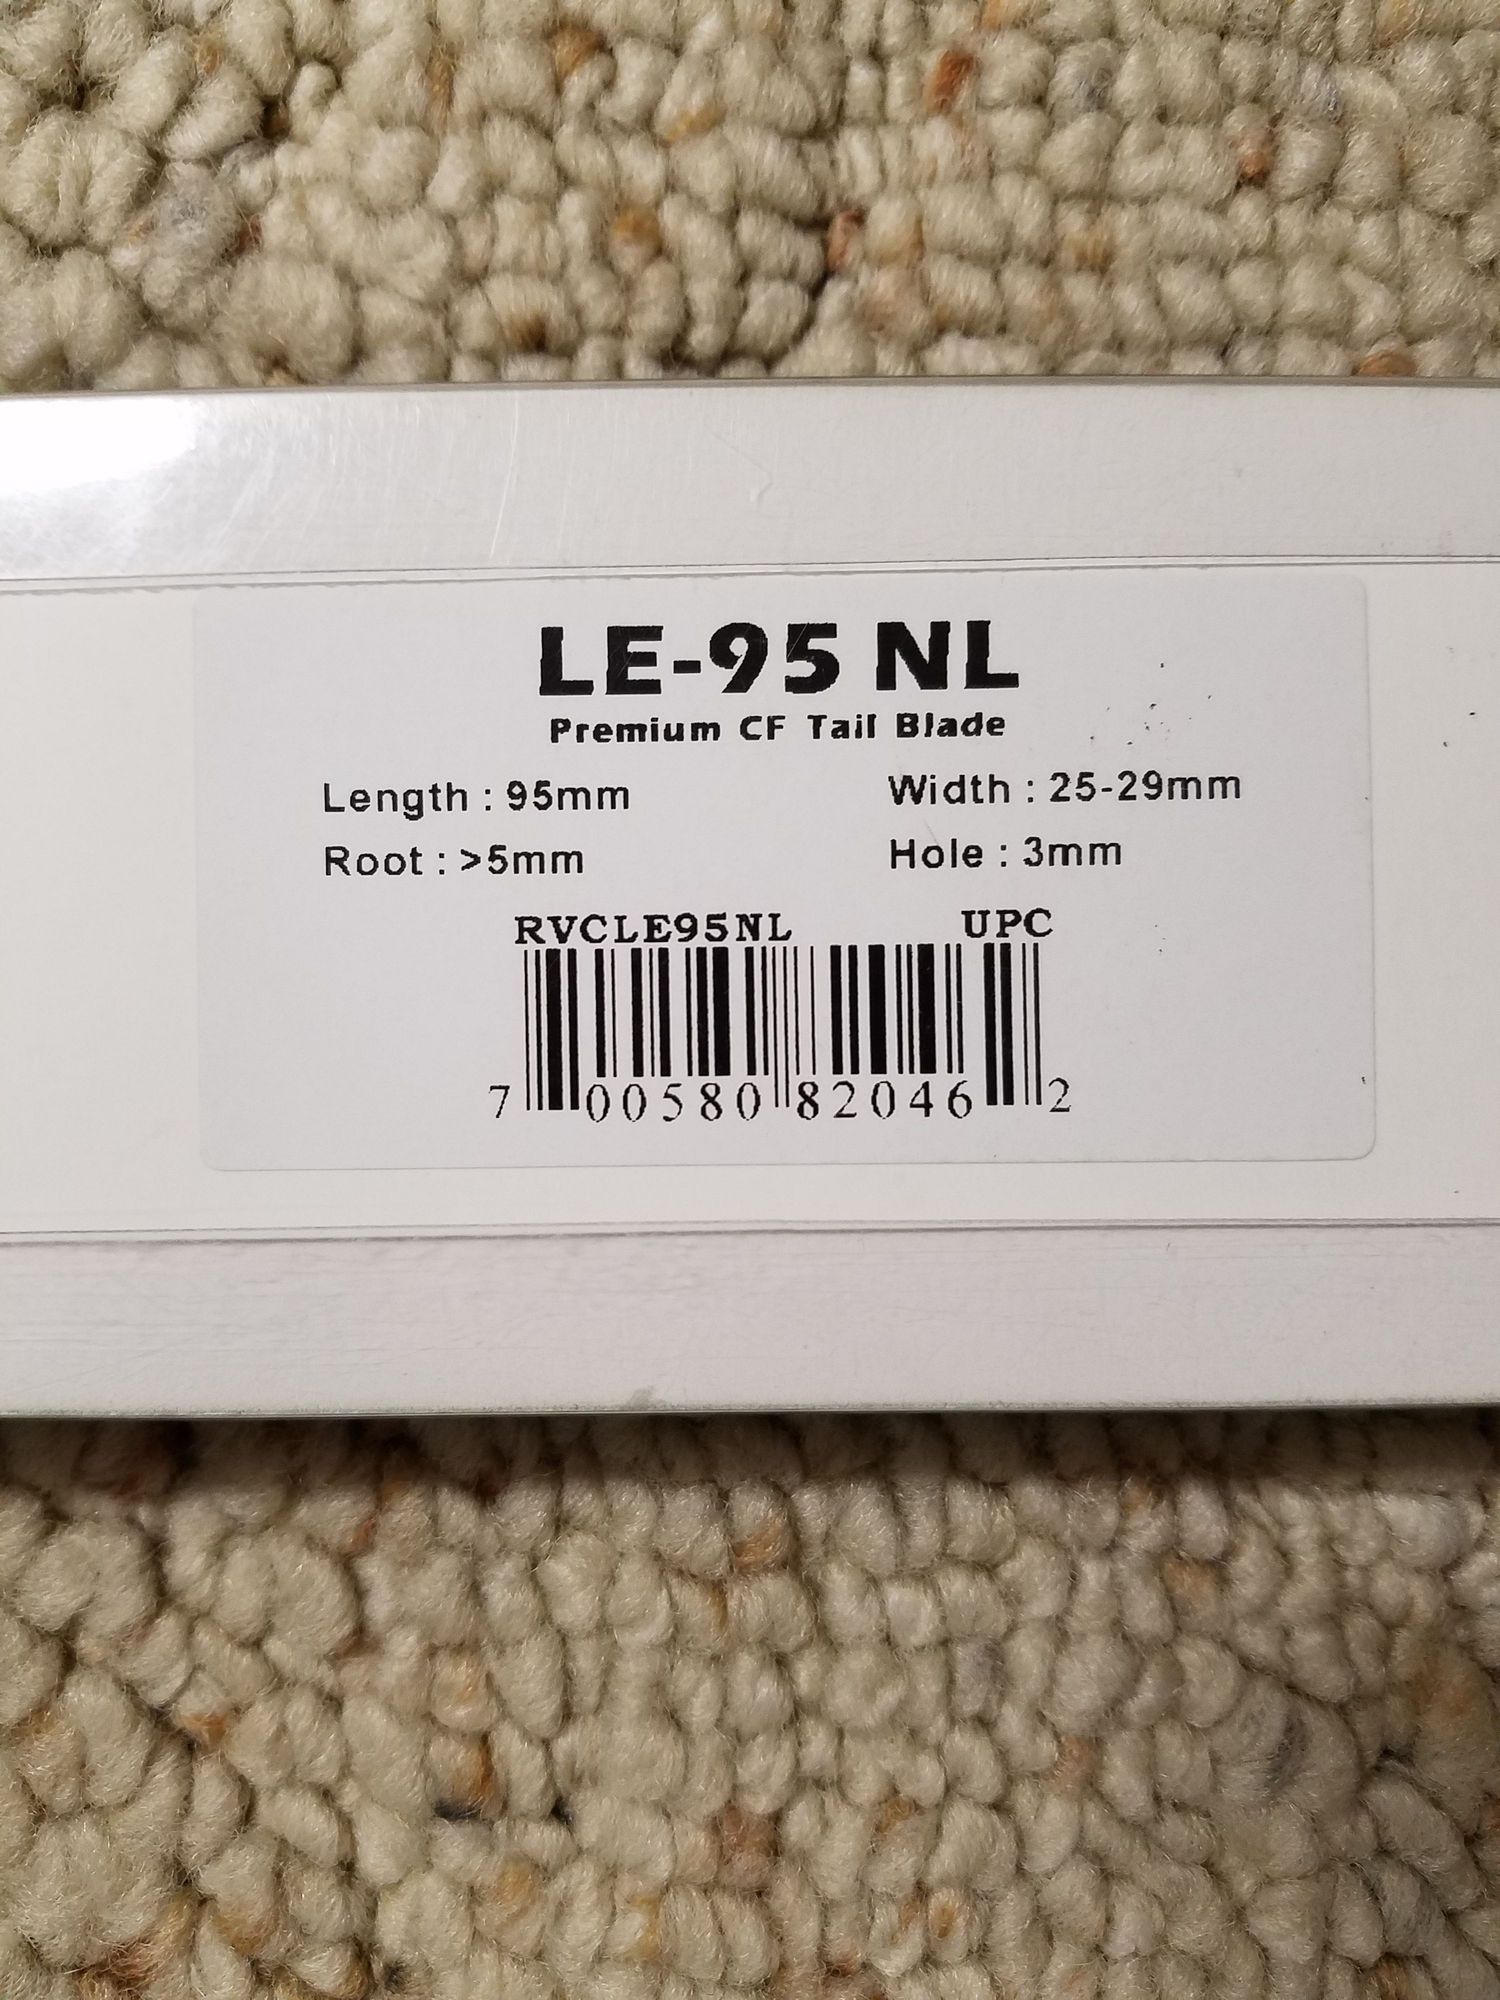 LE-95 NL
Premium CF Tail Blade
Length : 95mm Width : 25-29mm
Root : >5mm Hole : 3mm
RVCLE95NL UPC
7 00580 82046 2